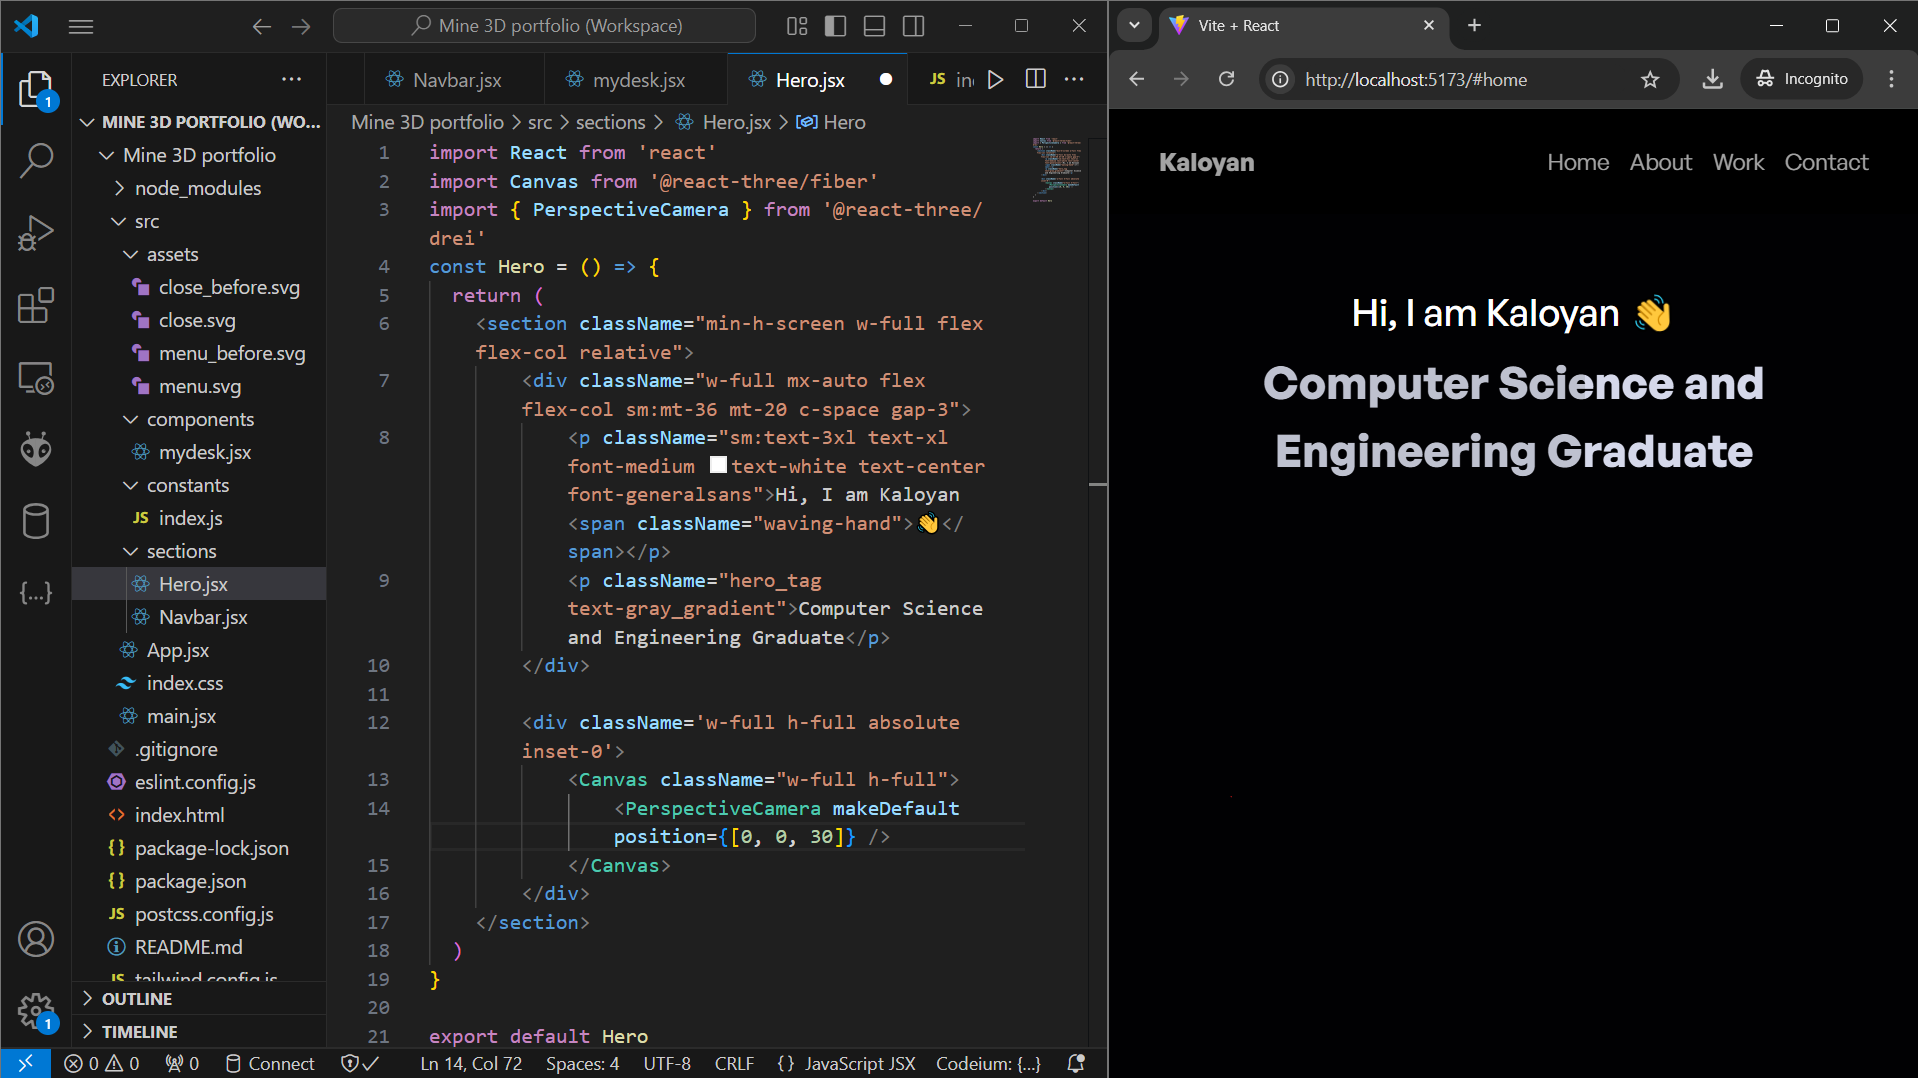 Mine 3D portfolio (Workspace)
EXPLORER
MINE 3D PORTFOLIO (WO...
Mine 3D portfolio
node_modules
src
assets
close_before.svg
close.svg
menu_before.svg
menu.svg
components
mydesk.jsx
constants
JS index.js
sections
Hero.jsx
Navbar.jsx
App.jsx
index.css
main.jsx
.gitignore
eslint.config.js
index.html
{} package-lock.json
{} package.json
JS postcss.config.js
README.md
JS tailwind.config.js
OUTLINE
TIMELINE
1
{...}
1
Navbar.jsx
mydesk.jsx
Hero.jsx
JS in
Mine 3D portfolio > src > sections > Hero.jsx > Hero
1 import React from 'react'
2 import Canvas from '@react-three/fiber'
3 import { PerspectiveCamera } from '@react-three/
drei'
4 const Hero = () => {
5 return (
6 <section className="min-h-screen w-full flex
flex-col relative">
7 <div className="w-full mx-auto flex
flex-col sm:mt-36 mt-20 c-space gap-3">
8 <p className="sm:text-3xl text-xl
font-medium text-white text-center
font-generalsans">Hi, I am Kaloyan
<span className="waving-hand">👋</
span></p>
9 <p className="hero_tag
text-gray_gradient">Computer Science
and Engineering Graduate</p>
10 </div>
11
12 <div className='w-full h-full absolute
inset-0'>
13 <Canvas className="w-full h-full">
14 <PerspectiveCamera makeDefault
position={[0, 0, 30]} />
15 </Canvas>
16 </div>
17 </section>
18 )
19 }
20
21 export default Hero
0 0 0 Connect Ln 14, Col 72 Spaces: 4 UTF-8 CRLF {} JavaScript JSX Codeium: {...}
Vite + React
http://localhost:5173/#home
Incognito
Kaloyan
Home About Work Contact
Hi, I am Kaloyan 👋
Computer Science and
Engineering Graduate